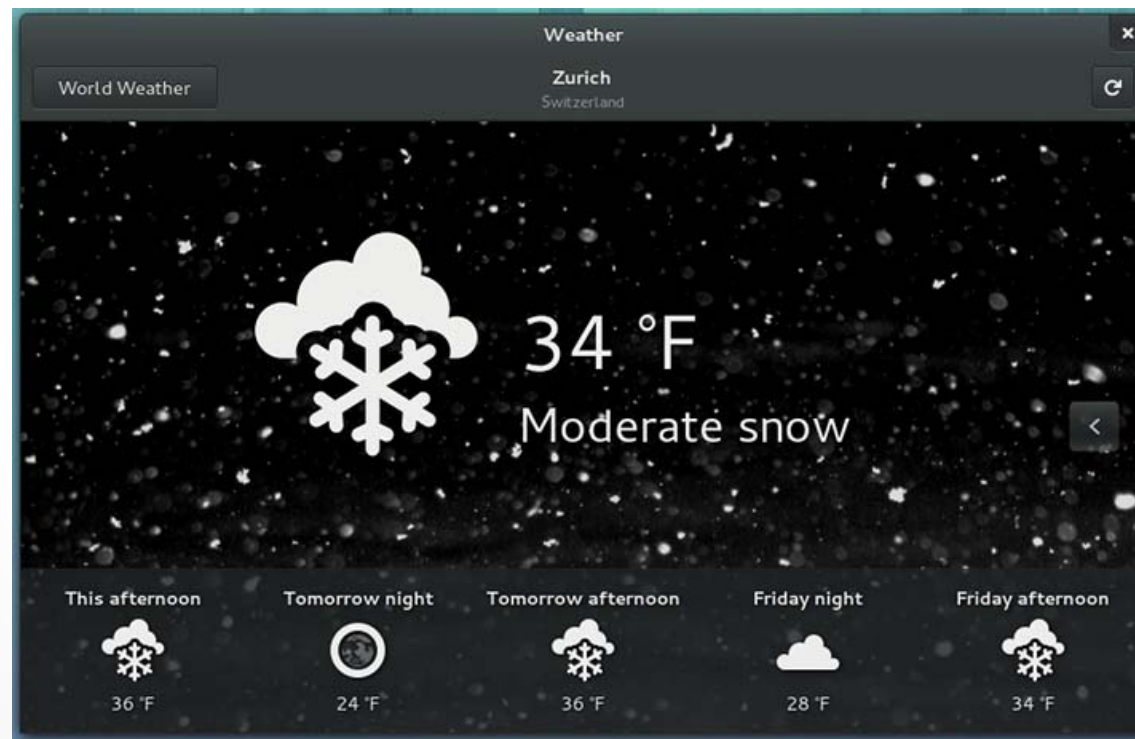 Weather
World Weather
Zurich
Switzerland
34 °F
Moderate snow
This afternoon Tomorrow night Tomorrow afternoon Friday night Friday afternoon
36 °F 24 °F 36 °F 28 °F 34 °F